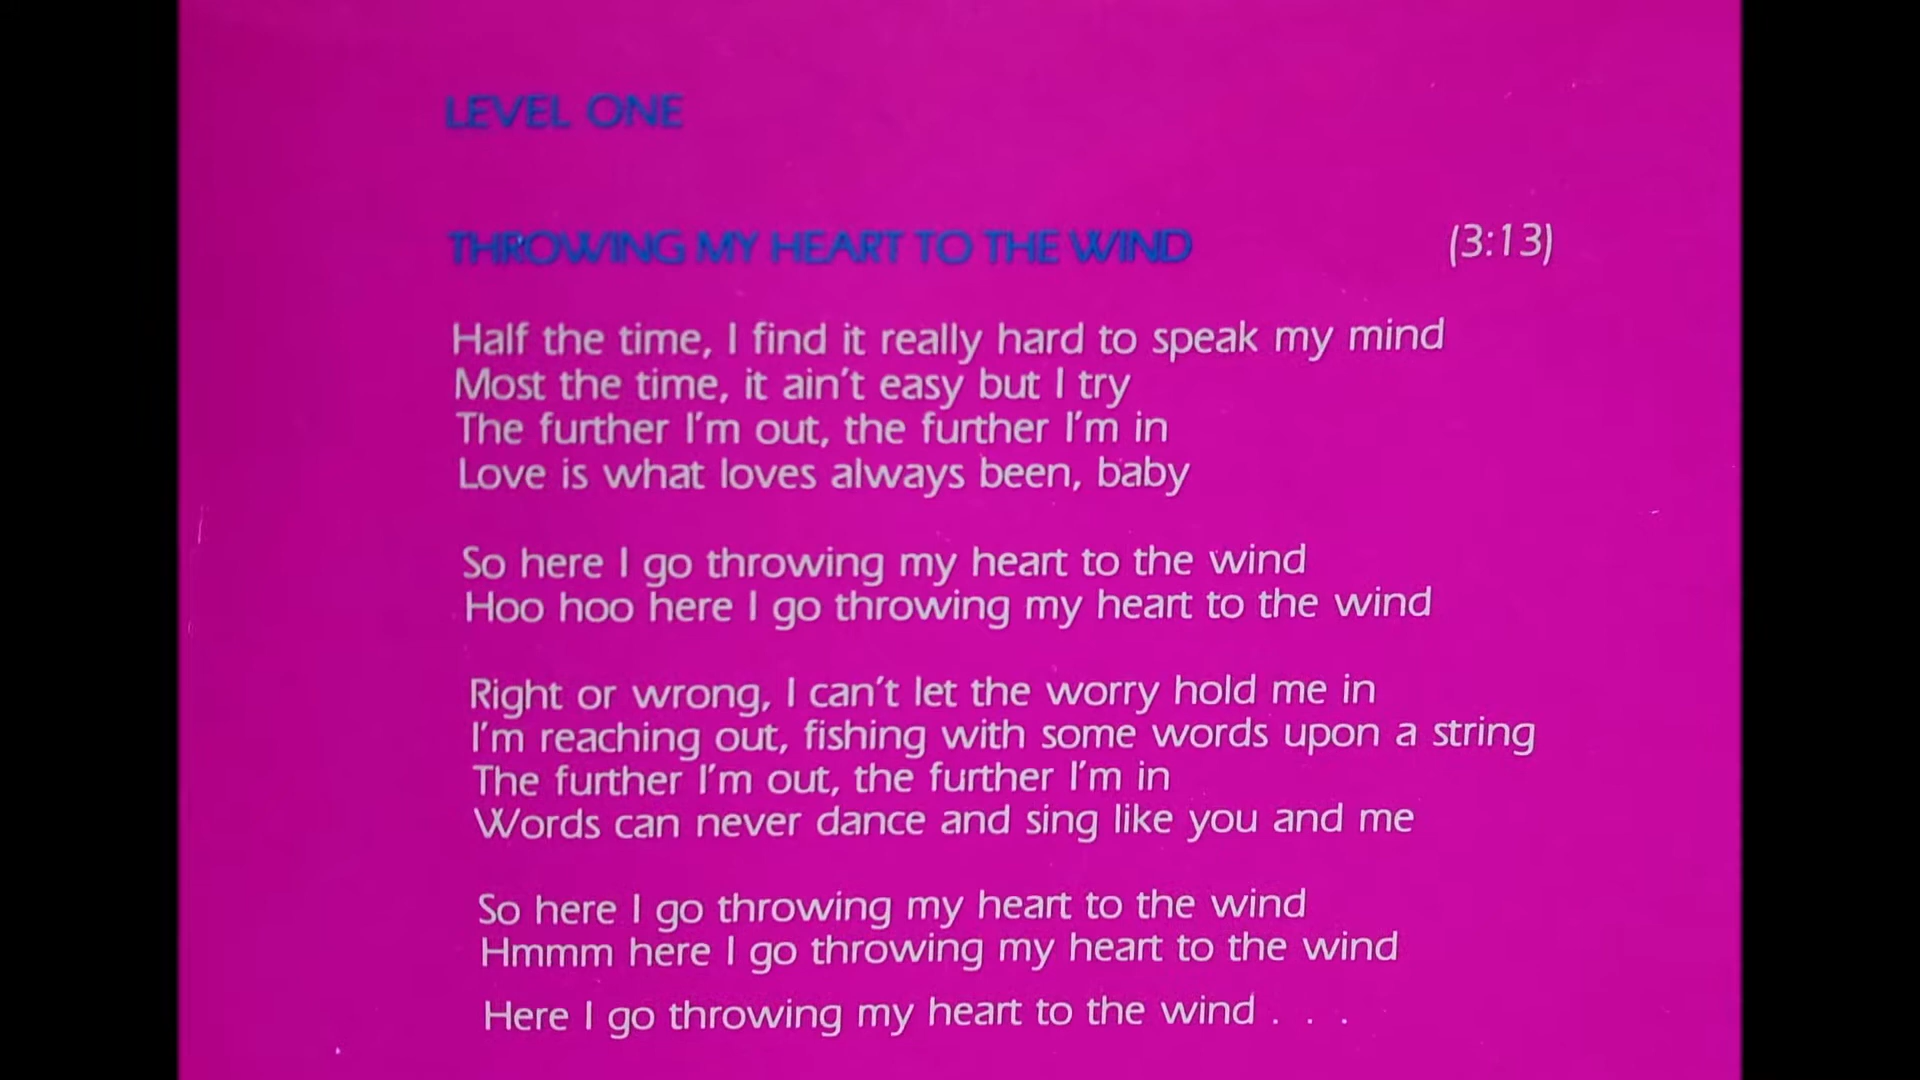 LEVEL ONE
THROWING MY HEART TO THE WIND (3:13)
Half the time, I find it really hard to speak my mind
Most the time, it ain't easy but I try
The further I'm out, the further I'm in
Love is what loves always been, baby
So here I go throwing my heart to the wind
Hoo hoo here I go throwing my heart to the wind
Right or wrong, I can't let the worry hold me in
I'm reaching out, fishing with some words upon a string
The further I'm out, the further I'm in
Words can never dance and sing like you and me
So here I go throwing my heart to the wind
Hmmm here I go throwing my heart to the wind
Here I go throwing my heart to the wind . . .